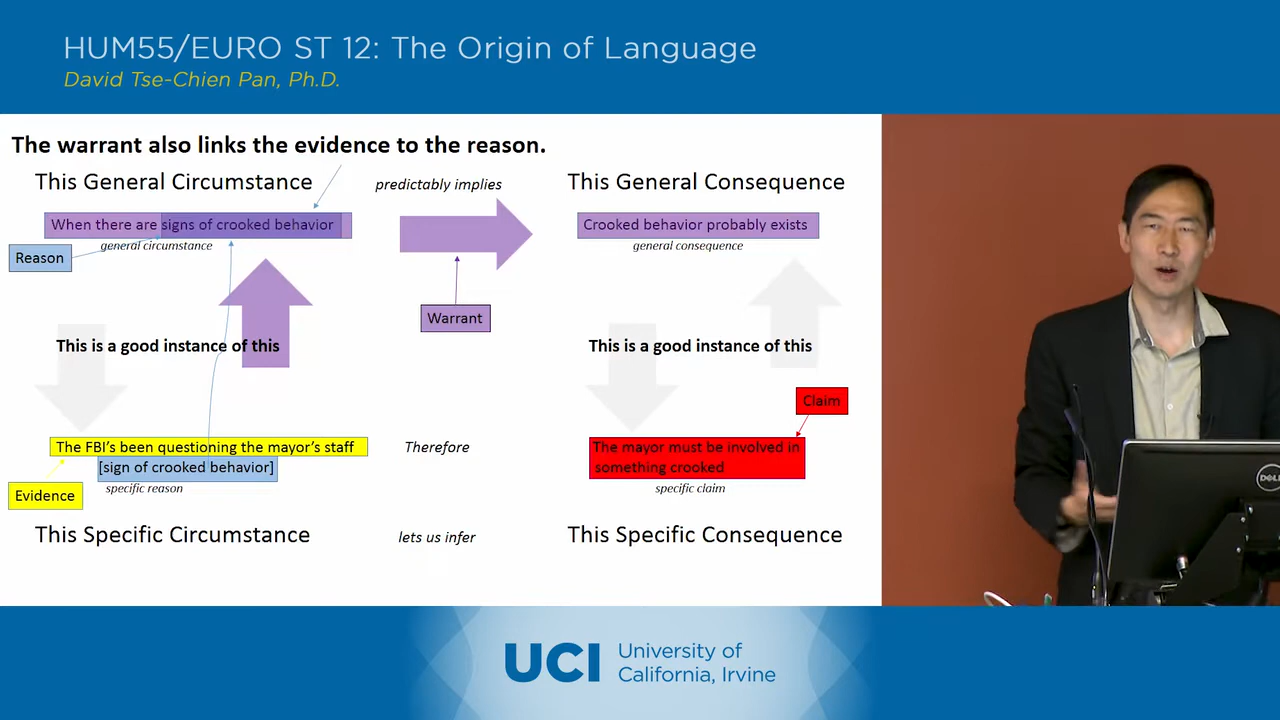 HUM55/EURO ST 12: The Origin of Language
David Tse-Chien Pan, Ph.D.
The warrant also links the evidence to the reason.
This General Circumstance
predictably implies
This General Consequence
When there are signs of crooked behavior
Crooked behavior probably exists
general circumstance
general consequence
Reason
Warrant
This is a good instance of this
This is a good instance of this
Claim
The FBI's been questioning the mayor's staff
Therefore
The mayor must be involved in
something crooked
[sign of crooked behavior]
specific reason
specific claim
Evidence
This Specific Circumstance
lets us infer
This Specific Consequence
DELL
UCI
University of
California, Irvine